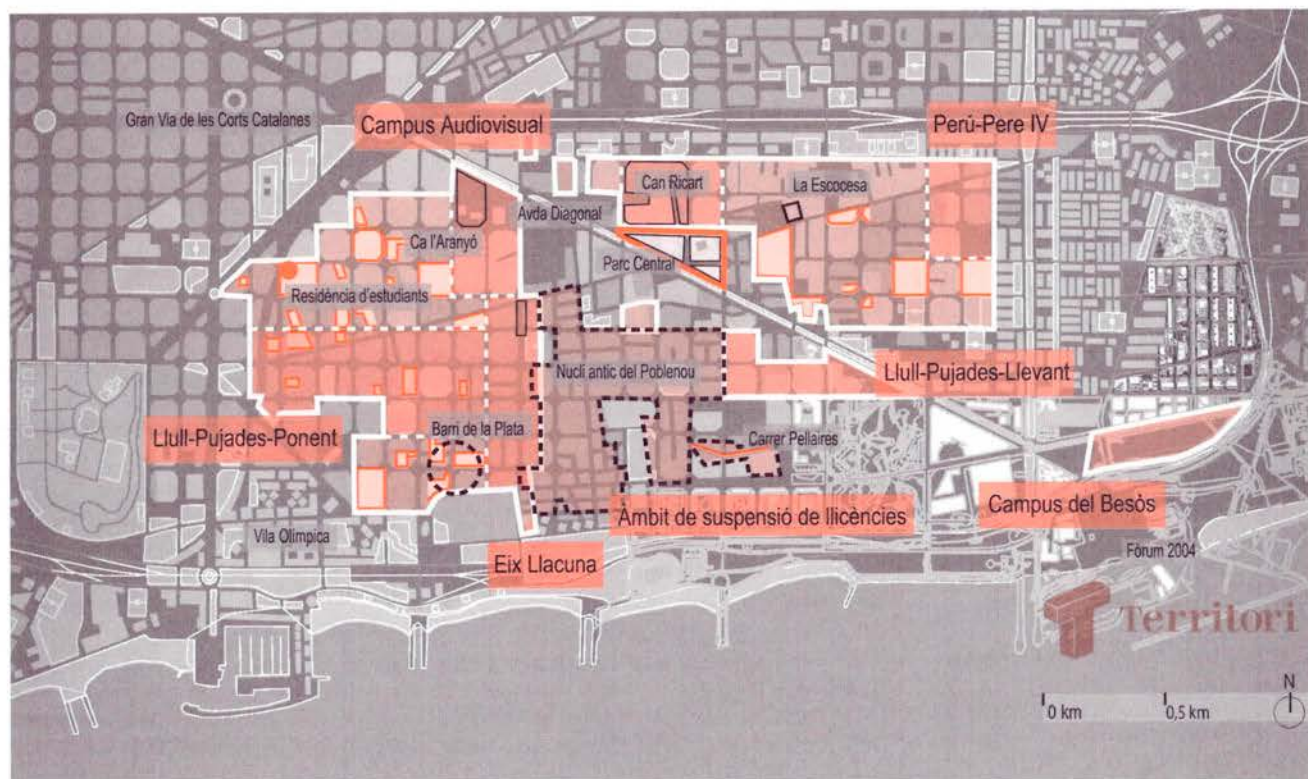 Gran Via de les Corts Catalanes
Campus Audiovisual
Perú-Pere IV
Can Ricart
La Escocesa
Avda Diagonal
Ca l'Aranyó
Parc Central
Residència d'estudiants
Nucli antic del Poblenou
Llull-Pujades-Llevant
Llull-Pujades-Ponent
Barri de la Plata
Carrer Pellaires
Àmbit de suspensió de llicències
Campus del Besòs
Vila Olímpica
Eix Llacuna
Fòrum 2004
Territori
N
0 km
0,5 km